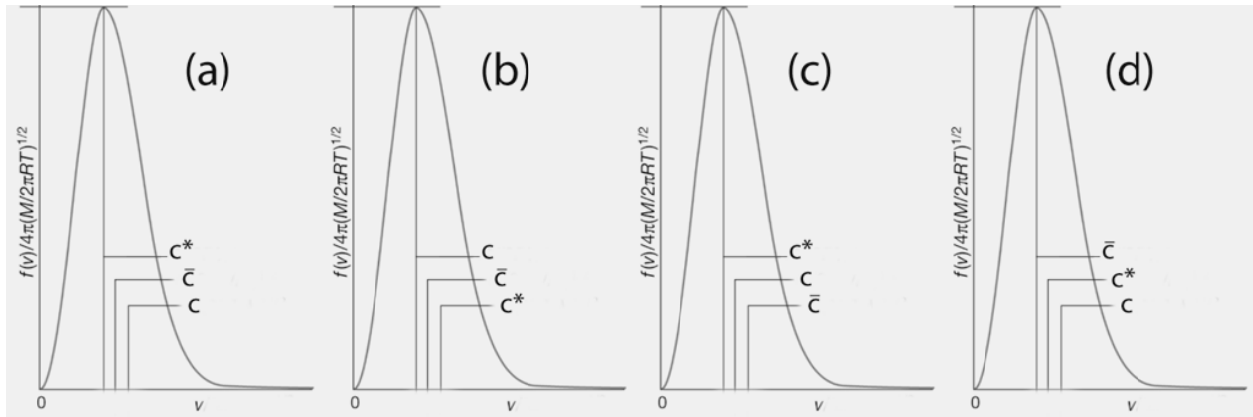 (a)
f(v)/4π(M/2πRT)^1/2
c*
c̄
c
0
v
(b)
f(v)/4π(M/2πRT)^1/2
c
c̄
c*
0
v
(c)
f(v)/4π(M/2πRT)^1/2
c*
c
c̄
0
v
(d)
f(v)/4π(M/2πRT)^1/2
c̄
c*
c
0
v